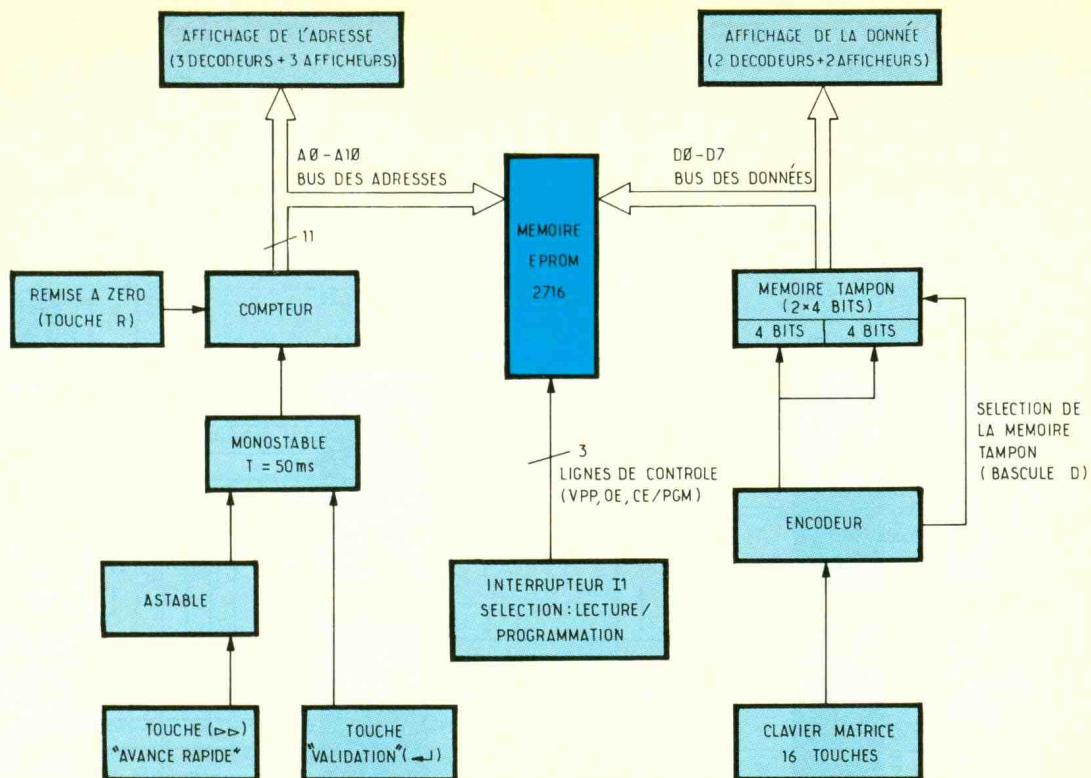 AFFICHAGE DE L'ADRESSE
(3 DECODEURS + 3 AFFICHEURS)
AFFICHAGE DE LA DONNÉE
(2 DECODEURS + 2 AFFICHEURS)
AØ-A1Ø
BUS DES ADRESSES
DØ-D7
BUS DES DONNÉES
11
MEMOIRE
EPROM
2716
REMISE A ZERO
(TOUCHE R)
COMPTEUR
MEMOIRE TAMPON
(2×4 BITS)
4 BITS
4 BITS
MONOSTABLE
T = 50ms
3
LIGNES DE CONTROLE
(VPP, OE, CE/PGM)
SELECTION DE
LA MEMOIRE
TAMPON
(BASCULE D)
ENCODEUR
ASTABLE
INTERRUPTEUR I1
SELECTION: LECTURE/
PROGRAMMATION
TOUCHE (▷▷)
"AVANCE RAPIDE"
TOUCHE
"VALIDATION" (↵)
CLAVIER MATRICÉ
16 TOUCHES